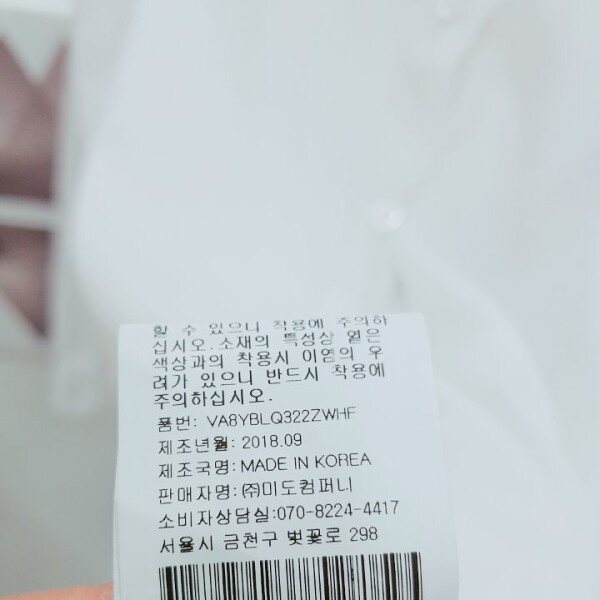 할 수 있으니 착용에 주의하
십시오.소재의 특성상 옅은
색상과의 착용시 이염의 우
려가 있으니 반드시 착용에
주의하십시오.
품번: VA8YBLQ322ZWHF
제조년월: 2018.09
제조국명: MADE IN KOREA
판매자명: ㈜미도컴퍼니
소비자상담실:070-8224-4417
서울시 금천구 벚꽃로 298